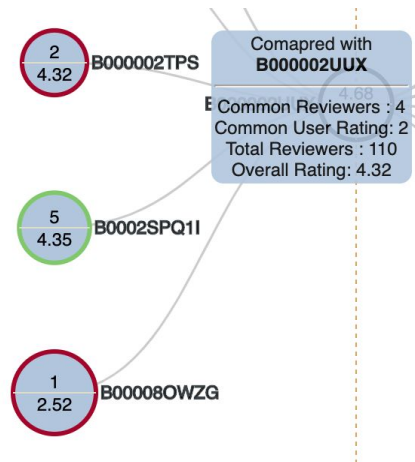 2
4.32
B000002TPS
Comapred with
B000002UUX
4.68
Common Reviewers : 4
Common User Rating: 2
Total Reviewers : 110
Overall Rating: 4.32
5
4.35
B0002SPQ1I
1
2.52
B00008OWZG